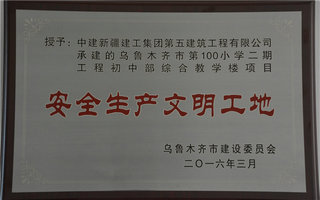 授予：中建新疆建工集团第五建筑工程有限公司
承建的乌鲁木齐市第100小学二期
工程初中部综合教学楼项目
安全生产文明工地
乌鲁木齐市建设委员会
二〇一六年三月